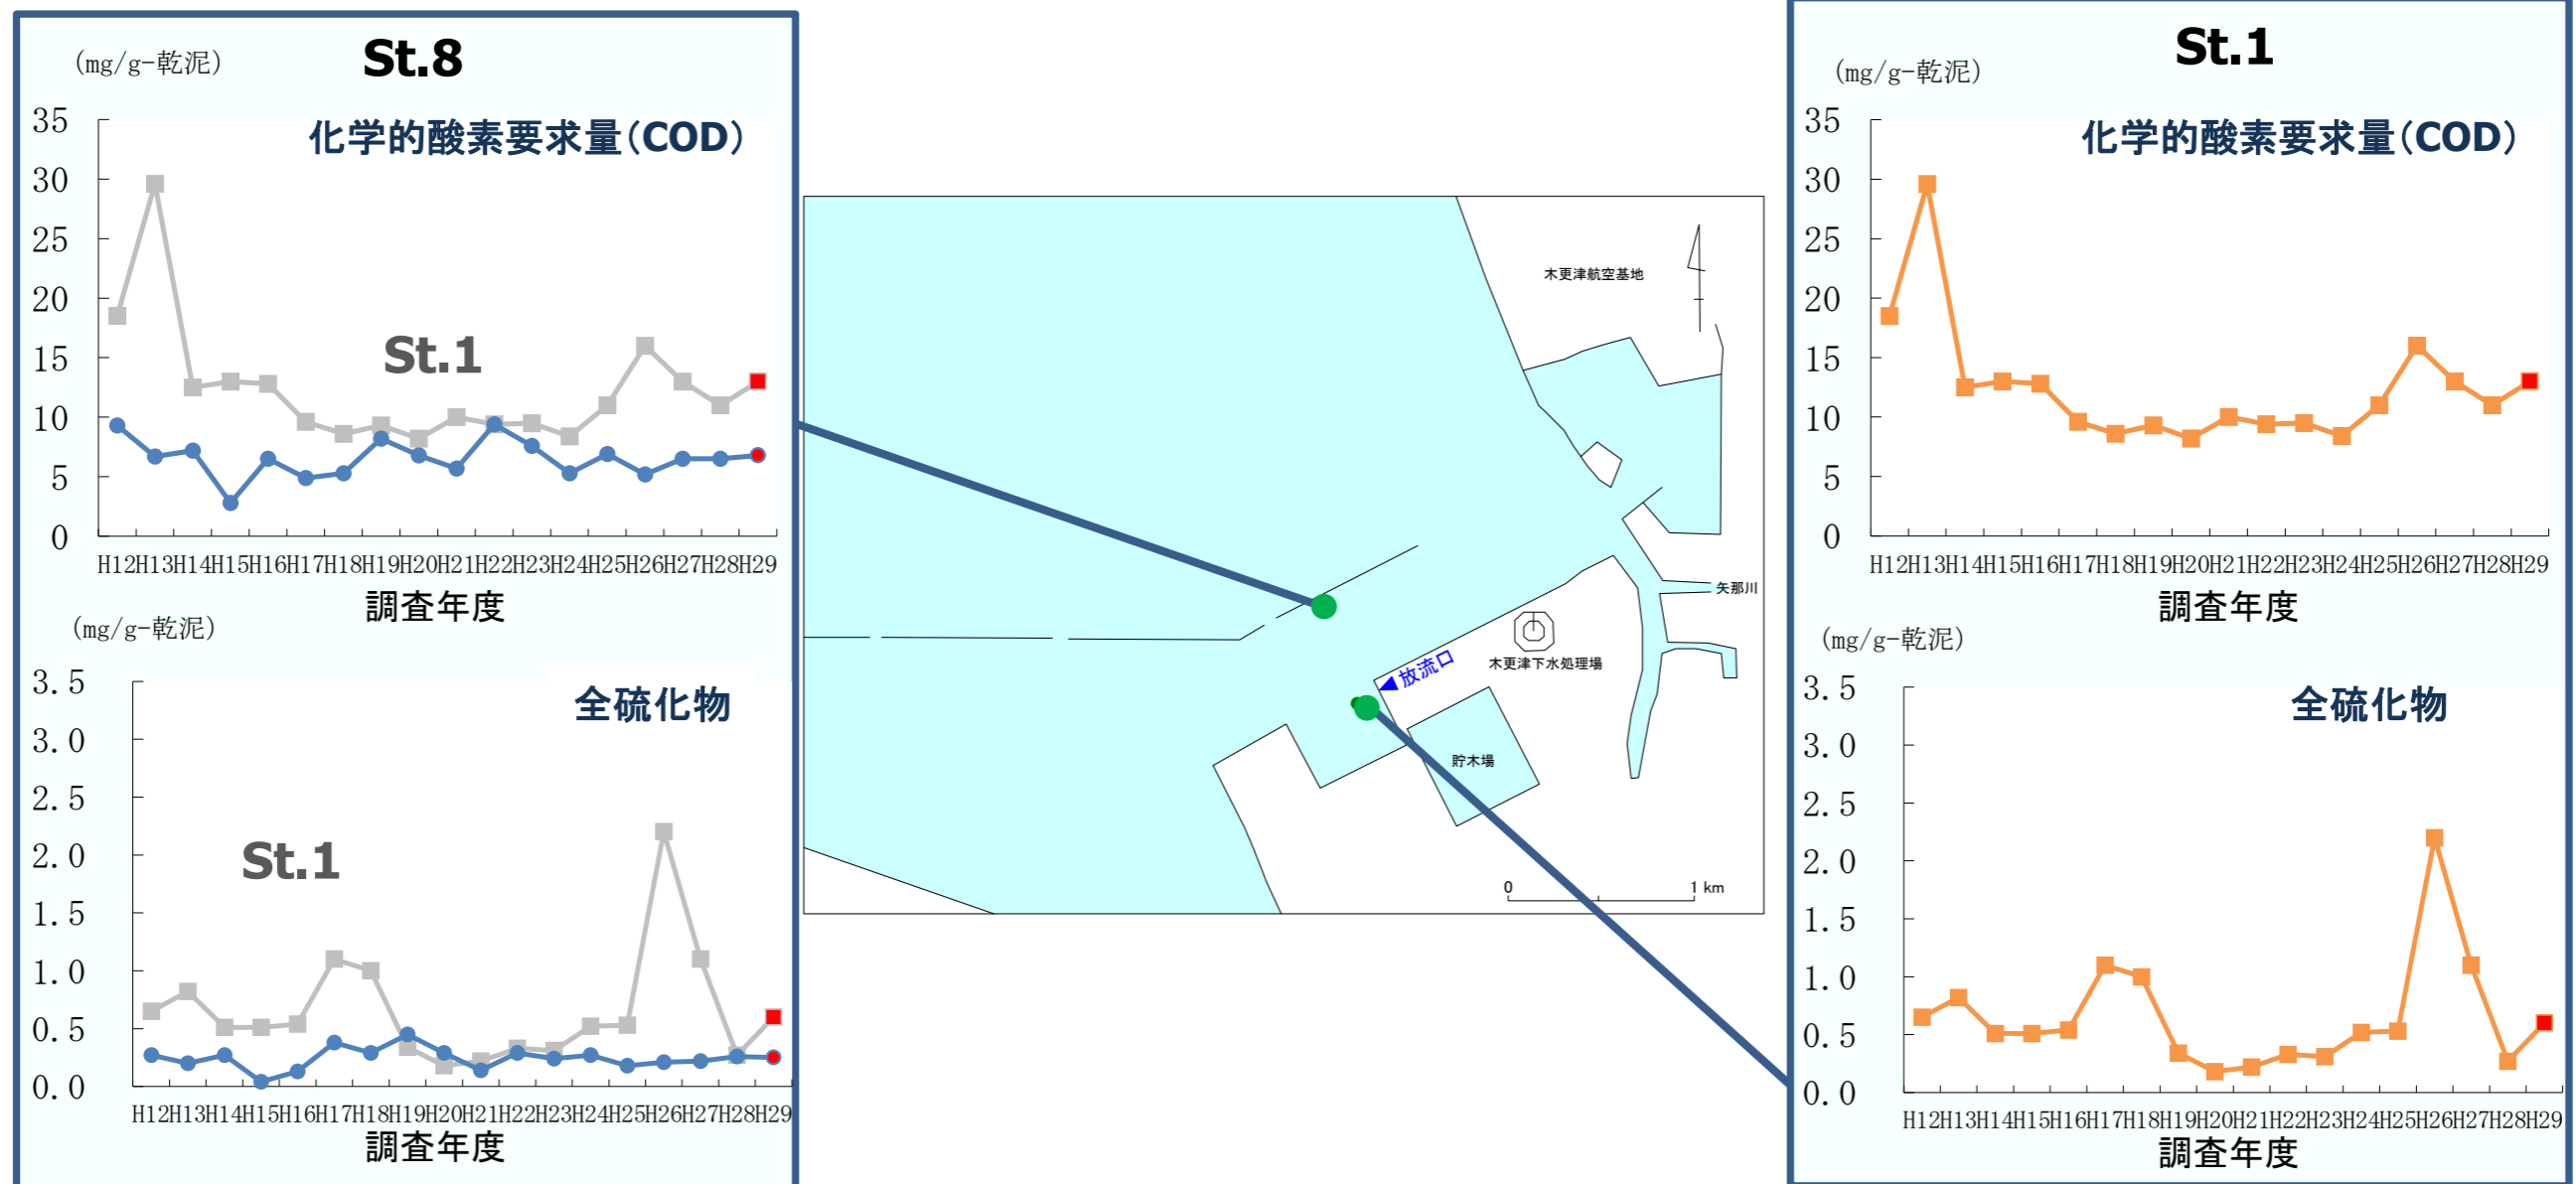 St.8
(mg/g-乾泥)
化学的酸素要求量(COD)
35
30
25
20
15
10
5
0
St.1
H12H13H14H15H16H17H18H19H20H21H22H23H24H25H26H27H28H29
調査年度
(mg/g-乾泥)
全硫化物
3.5
3.0
2.5
2.0
1.5
1.0
0.5
0.0
St.1
H12H13H14H15H16H17H18H19H20H21H22H23H24H25H26H27H28H29
調査年度
木更津航空基地
矢那川
木更津下水処理場
放流口
貯木場
0 1 km
St.1
(mg/g-乾泥)
化学的酸素要求量(COD)
35
30
25
20
15
10
5
0
H12H13H14H15H16H17H18H19H20H21H22H23H24H25H26H27H28H29
調査年度
(mg/g-乾泥)
全硫化物
3.5
3.0
2.5
2.0
1.5
1.0
0.5
0.0
H12H13H14H15H16H17H18H19H20H21H22H23H24H25H26H27H28H29
調査年度